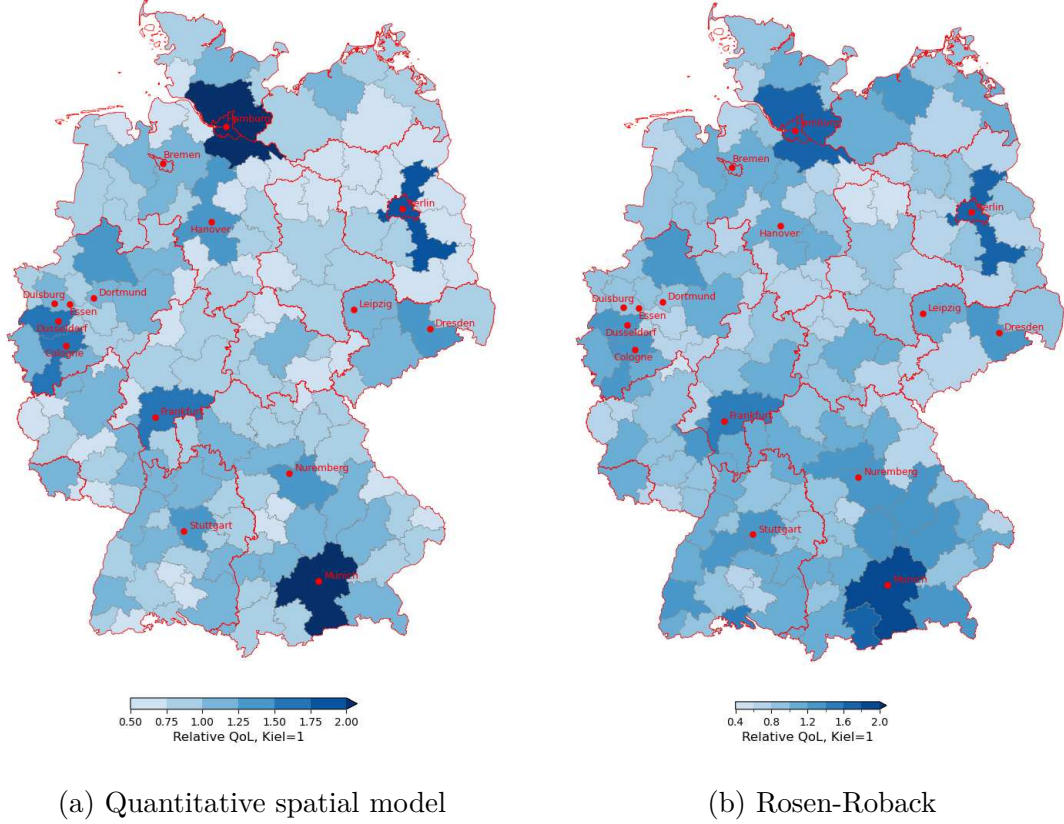 Hamburg
Bremen
Berlin
Hanover
Duisburg
Dortmund
Essen
Dusseldorf
Cologne
Leipzig
Dresden
Frankfurt
Nuremberg
Stuttgart
Munich
0.50 0.75 1.00 1.25 1.50 1.75 2.00
Relative QoL, Kiel=1
(a) Quantitative spatial model
Hamburg
Bremen
Berlin
Hanover
Duisburg
Dortmund
Essen
Dusseldorf
Cologne
Leipzig
Dresden
Frankfurt
Nuremberg
Stuttgart
Munich
0.4 0.8 1.2 1.6 2.0
Relative QoL, Kiel=1
(b) Rosen-Roback